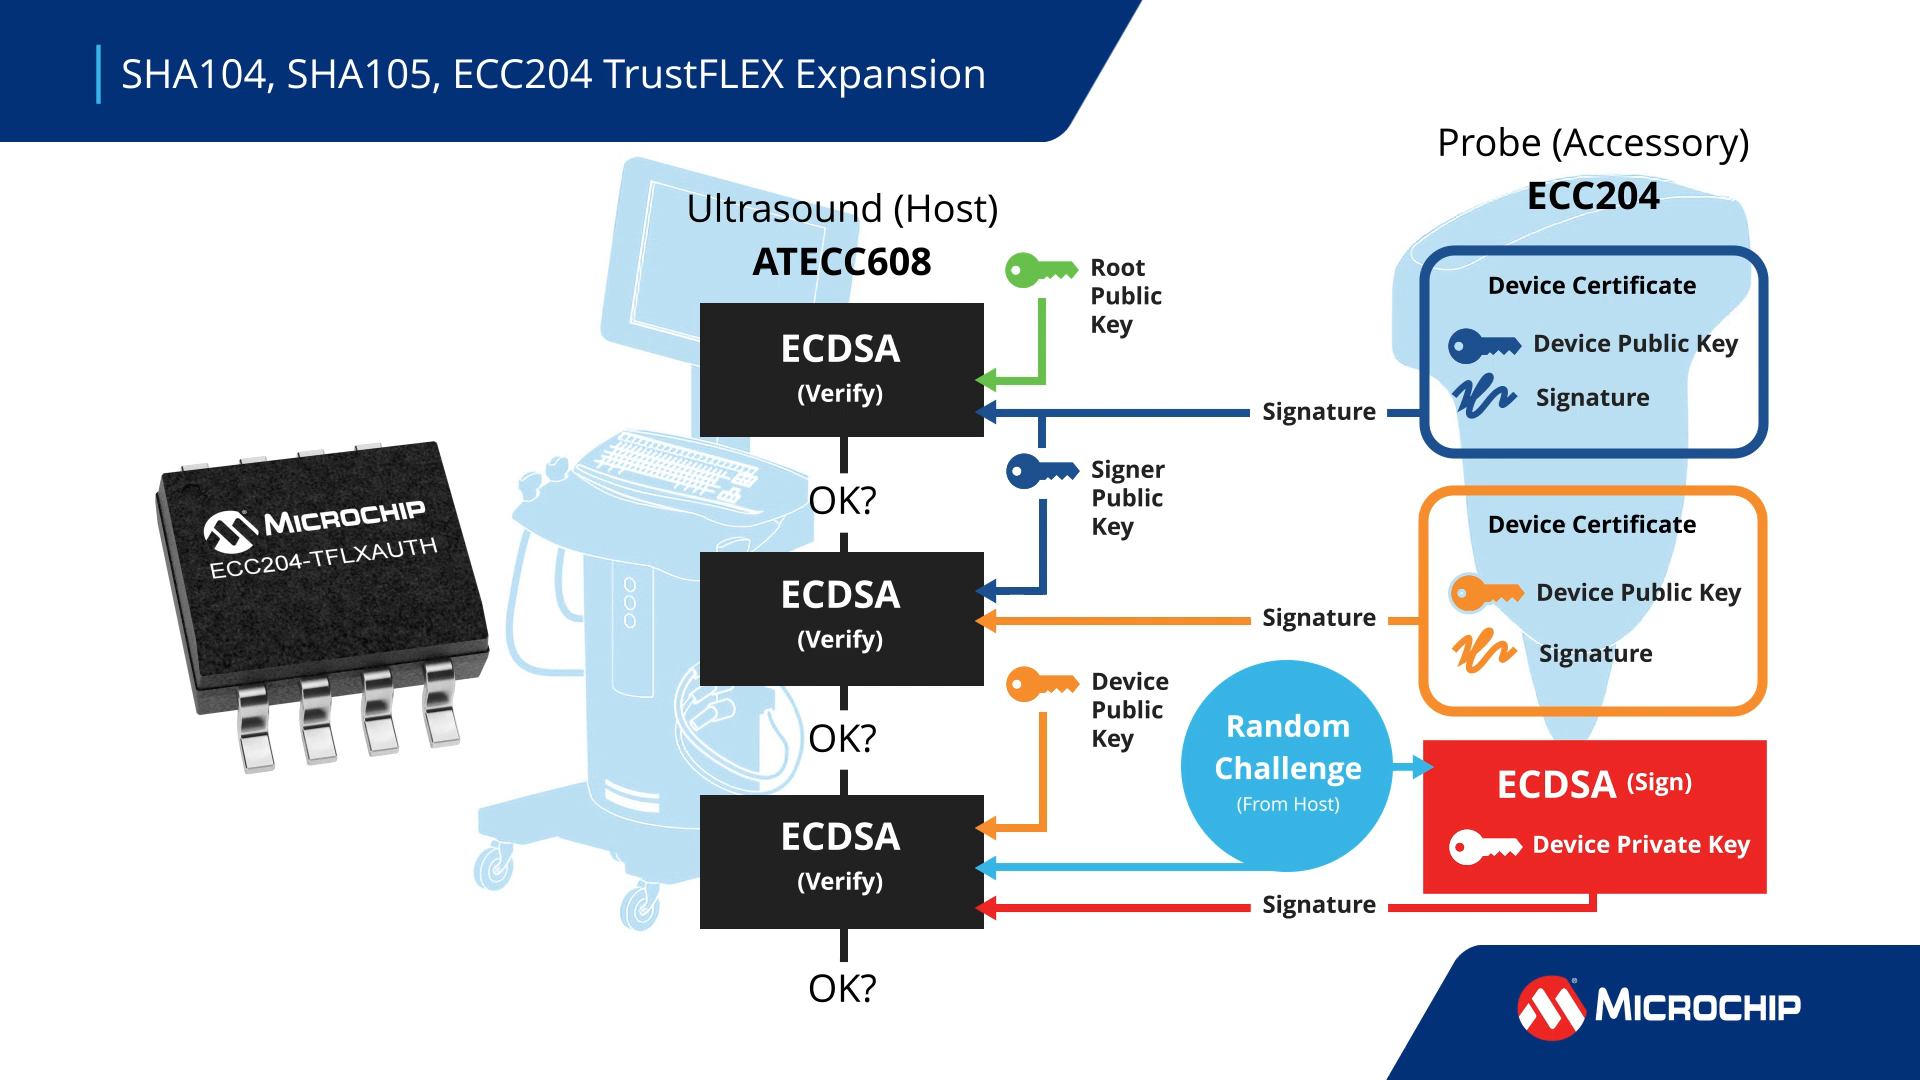 SHA104, SHA105, ECC204 TrustFLEX Expansion
Probe (Accessory)
ECC204
Ultrasound (Host)
ATECC608
Root
Public
Key
Device Certificate
Device Public Key
Signature
ECDSA
(Verify)
Signature
OK?
Signer
Public
Key
MICROCHIP
ECC204-TFLXAUTH
Device Certificate
Device Public Key
Signature
ECDSA
(Verify)
Signature
OK?
Device
Public
Key
Random
Challenge
(From Host)
ECDSA (Sign)
Device Private Key
ECDSA
(Verify)
Signature
OK?
MICROCHIP